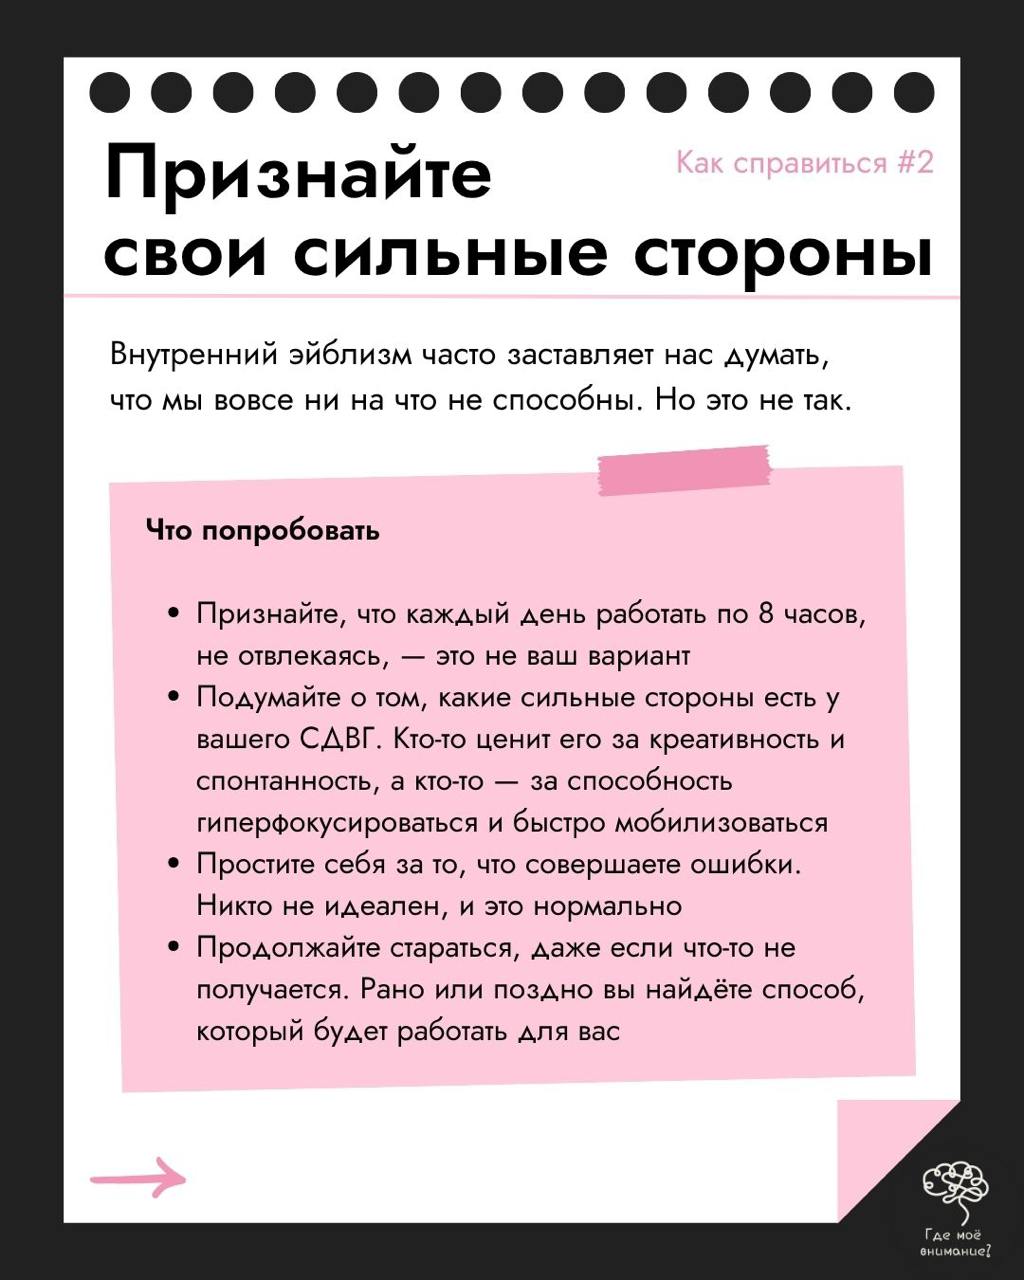 Признайте
Как справиться #2
свои сильные стороны
Внутренний эйблизм часто заставляет нас думать,
что мы вовсе ни на что не способны. Но это не так.
Что попробовать
• Признайте, что каждый день работать по 8 часов,
не отвлекаясь, — это не ваш вариант
• Подумайте о том, какие сильные стороны есть у
вашего СДВГ. Кто-то ценит его за креативность и
спонтанность, а кто-то — за способность
гиперфокусироваться и быстро мобилизоваться
• Простите себя за то, что совершаете ошибки.
Никто не идеален, и это нормально
• Продолжайте стараться, даже если что-то не
получается. Рано или поздно вы найдёте способ,
который будет работать для вас
Где моё
внимание?